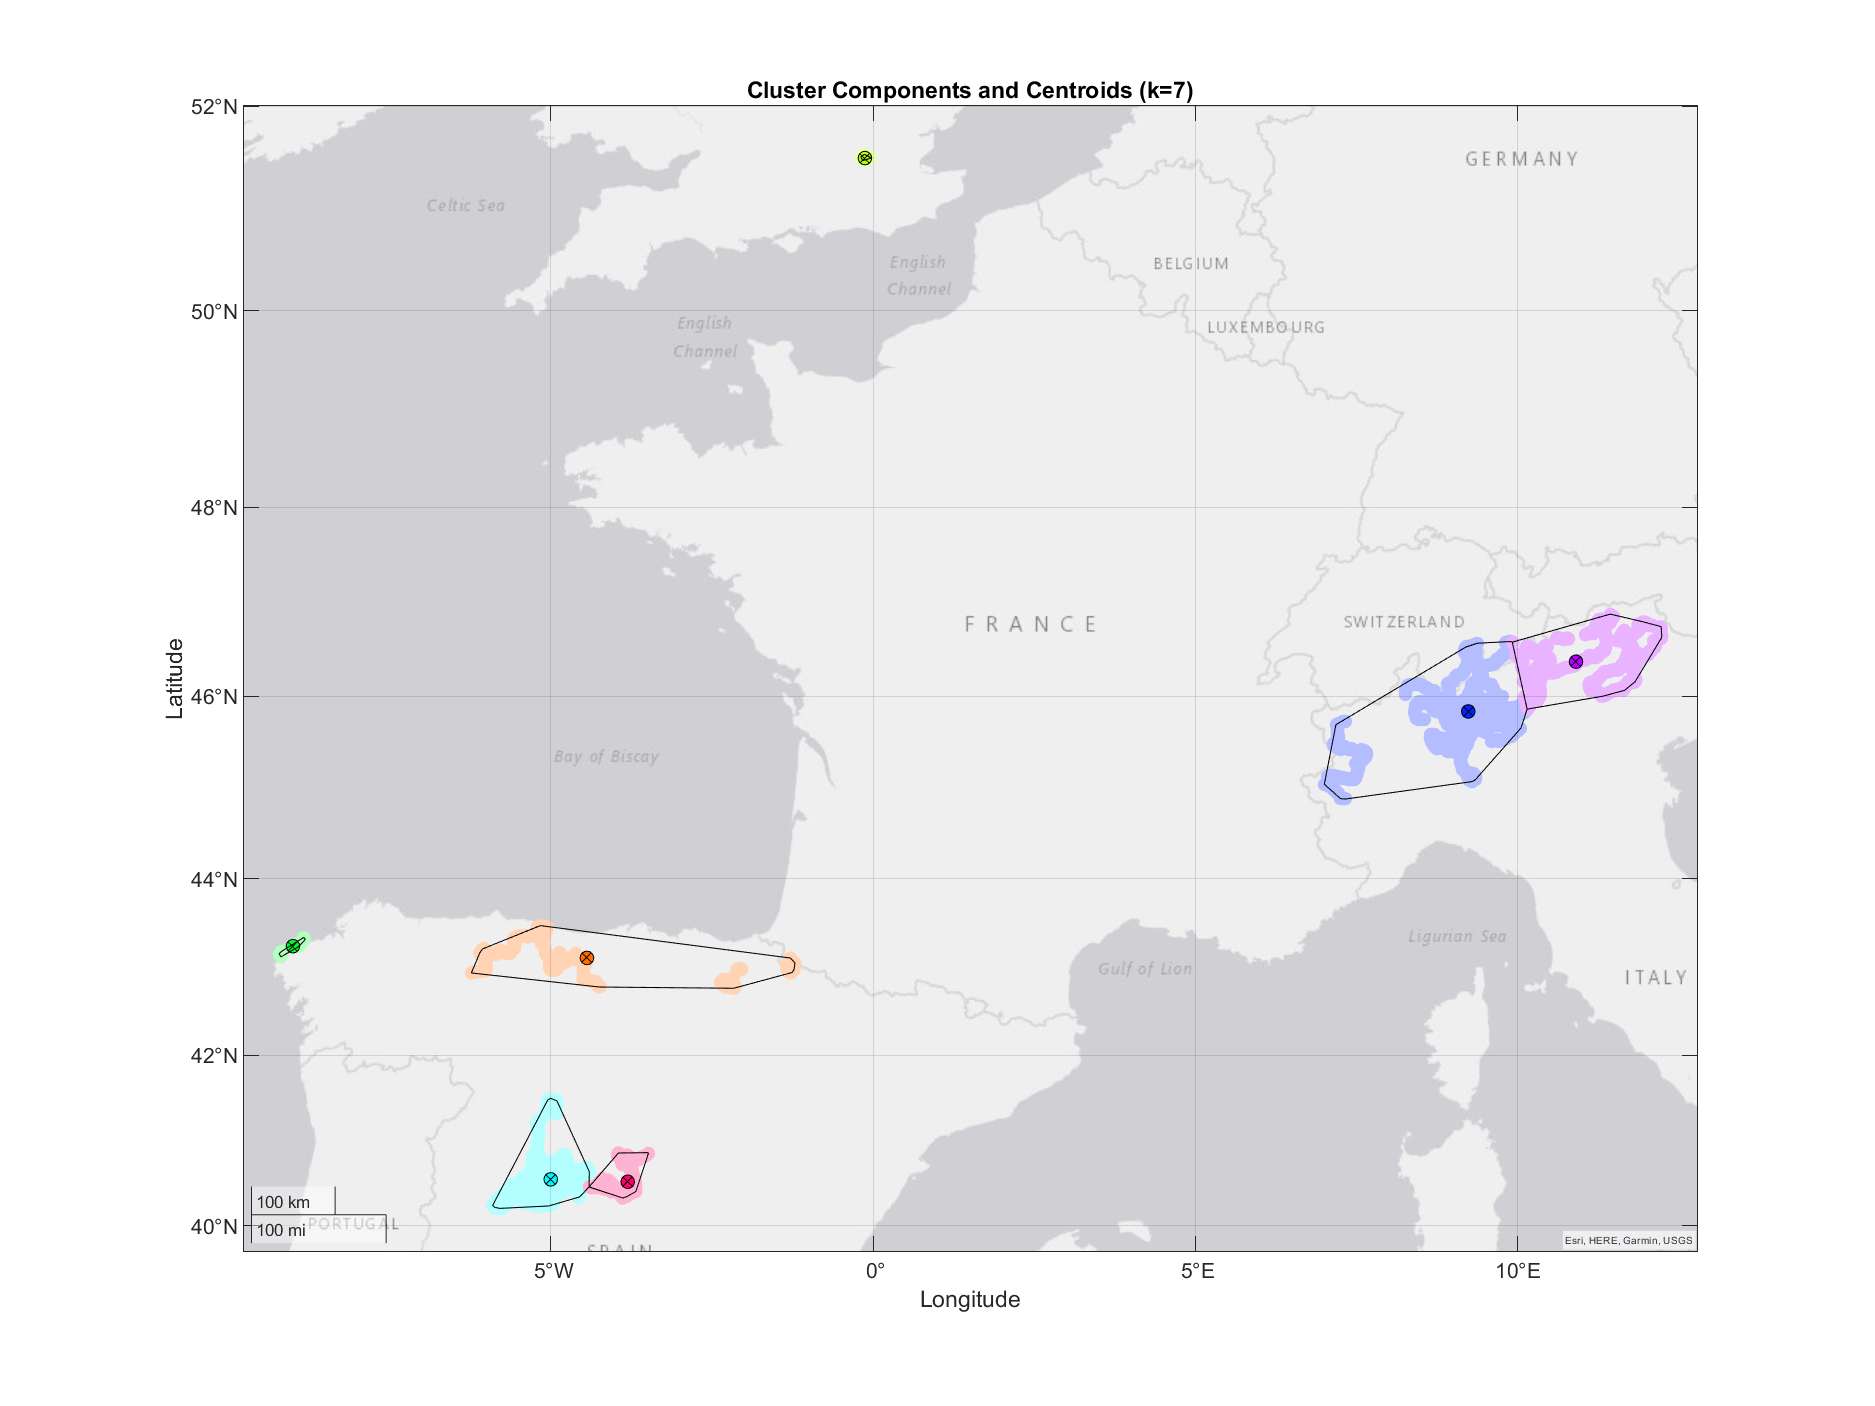 Cluster Components and Centroids (k=7)
52°N
GERMANY
Celtic Sea
50°N
English
Channel
BELGIUM
English
Channel
LUXEMBOURG
48°N
FRANCE
SWITZERLAND
Latitude
46°N
Bay of Biscay
44°N
Ligurian Sea
Gulf of Lion
ITALY
42°N
100 km
100 mi
PORTUGAL
40°N
SPAIN
Esri, HERE, Garmin, USGS
5°W
0°
5°E
10°E
Longitude